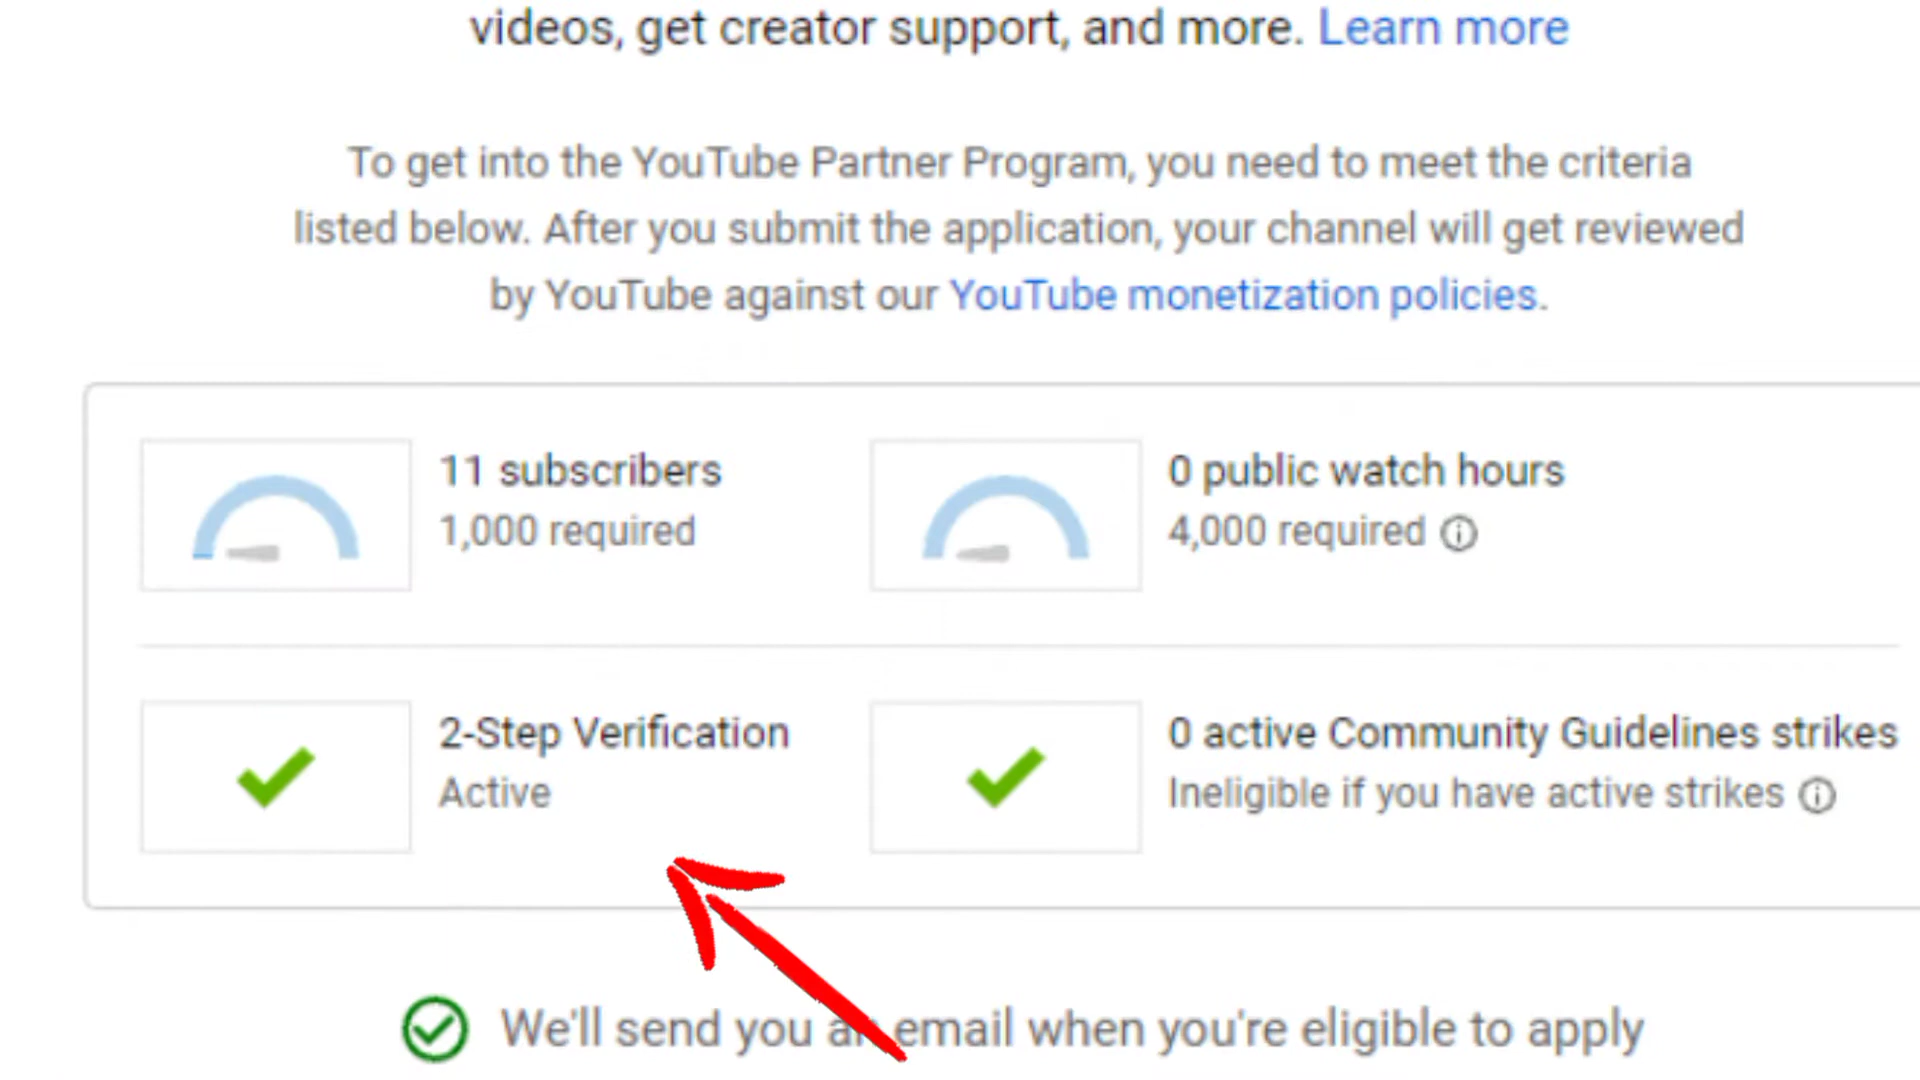 videos, get creator support, and more. Learn more
To get into the YouTube Partner Program, you need to meet the criteria
listed below. After you submit the application, your channel will get reviewed
by YouTube against our YouTube monetization policies.
11 subscribers
1,000 required
0 public watch hours
4,000 required
2-Step Verification
Active
0 active Community Guidelines strikes
Ineligible if you have active strikes
We'll send you an email when you're eligible to apply